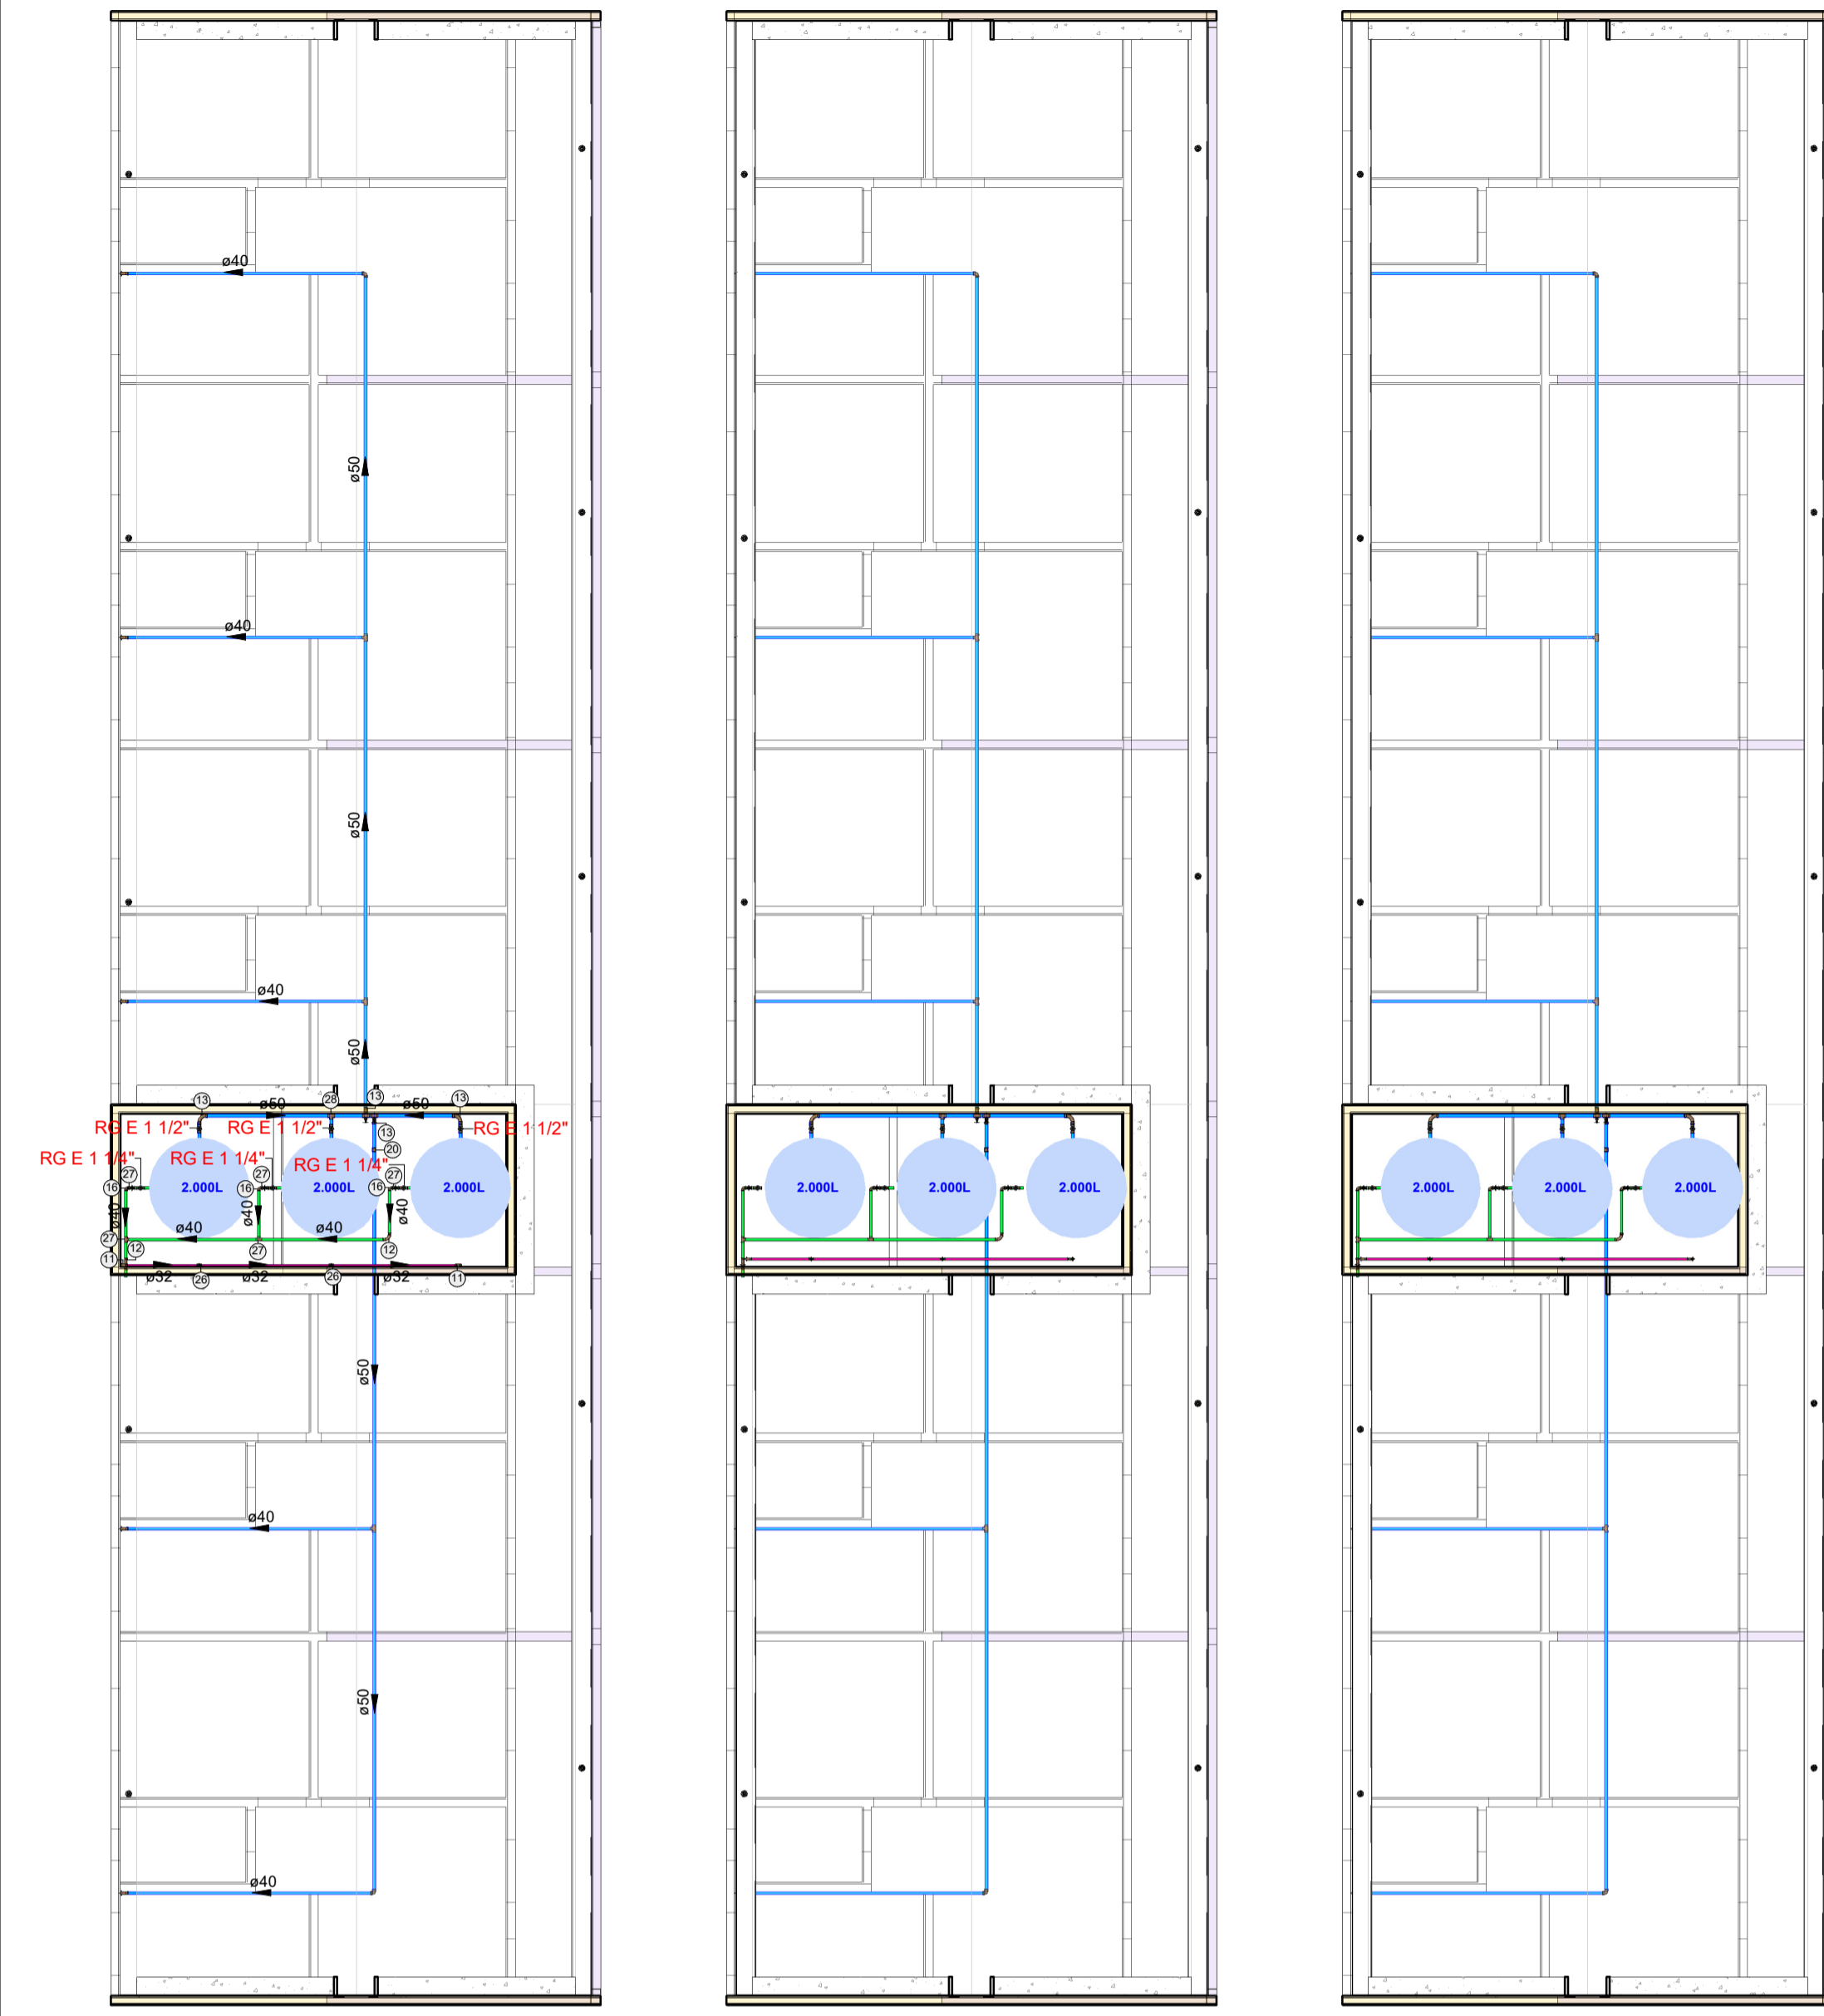 ø40
ø50
ø40
ø50
ø40
ø50
13
28
13
13
ø50
ø50
RG E 1 1/2"
RG E 1 1/2"
RG E 1 1/2"
13
20
RG E 1 1/4"
RG E 1 1/4"
RG E 1 1/4"
27
27
27
16
16
16
2.000L
2.000L
2.000L
2.000L
2.000L
2.000L
2.000L
2.000L
2.000L
ø40
ø40
ø40
ø40
ø40
27
12
27
12
11
ø32
26
ø32
26
ø32
11
ø50
ø40
ø50
ø40